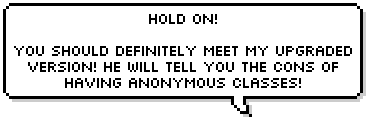 HOLD ON!
YOU SHOULD DEFINITELY MEET MY UPGRADED
VERSION! HE WILL TELL YOU THE CONS OF
HAVING ANONYMOUS CLASSES!